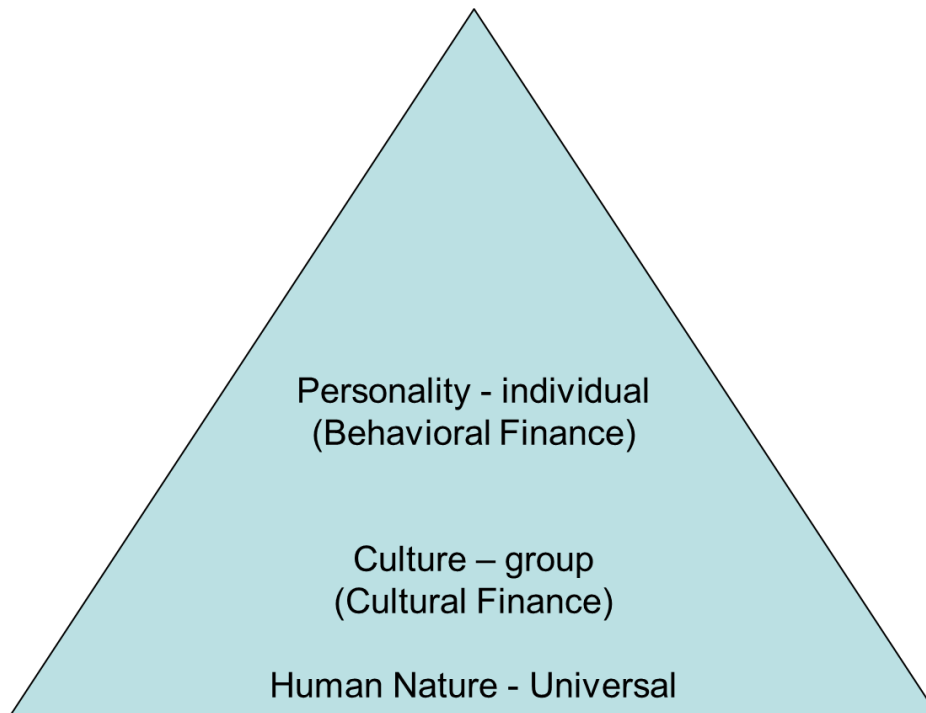 Personality - individual
(Behavioral Finance)
Culture – group
(Cultural Finance)
Human Nature - Universal